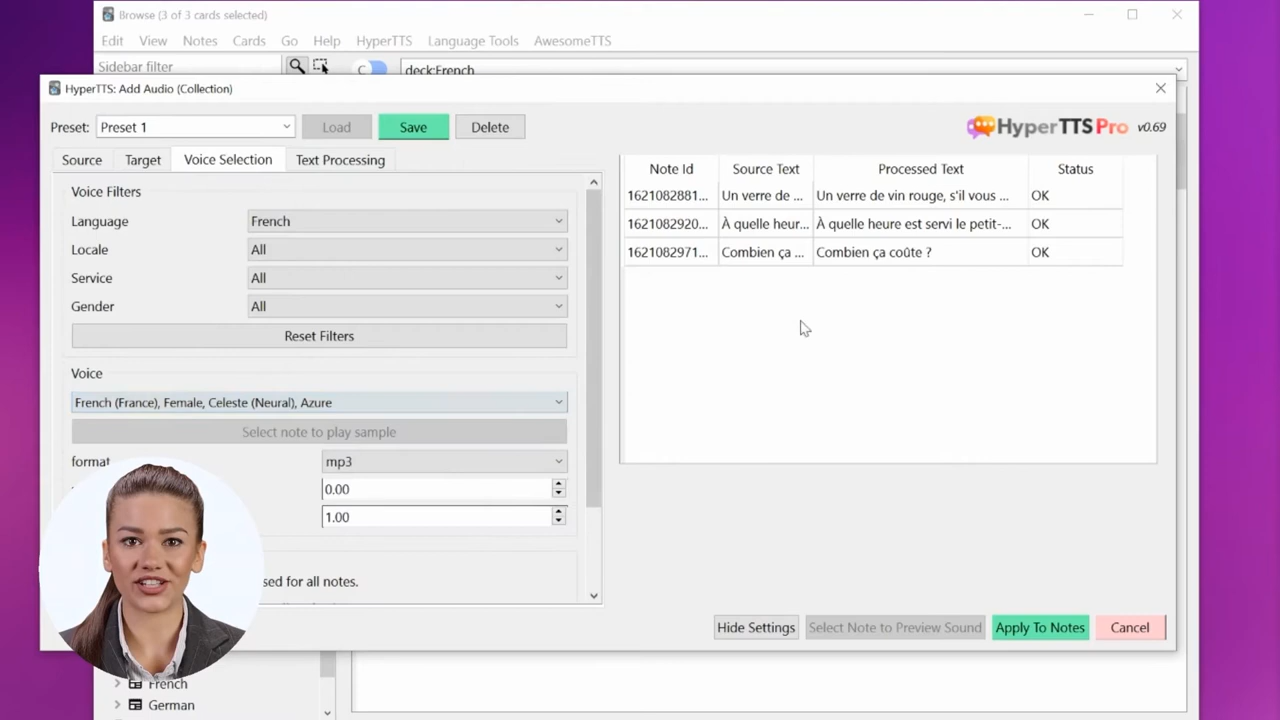 Browse (3 of 3 cards selected)
Edit View Notes Cards Go Help HyperTTS Language Tools AwesomeTTS
Sidebar filter C deck:French
HyperTTS: Add Audio (Collection)
Preset: Preset 1 Load Save Delete HyperTTS Pro v0.69
Source Target Voice Selection Text Processing
Voice Filters
Language French
Locale All
Service All
Gender All
Reset Filters
Voice
French (France), Female, Celeste (Neural), Azure
Select note to play sample
format mp3
0.00
1.00
sed for all notes.
Note Id Source Text Processed Text Status
1621082881... Un verre de ... Un verre de vin rouge, s'il vous ... OK
1621082920... À quelle heur... À quelle heure est servi le petit-... OK
1621082971... Combien ça ... Combien ça coûte ? OK
Hide Settings Select Note to Preview Sound Apply To Notes Cancel
French
German